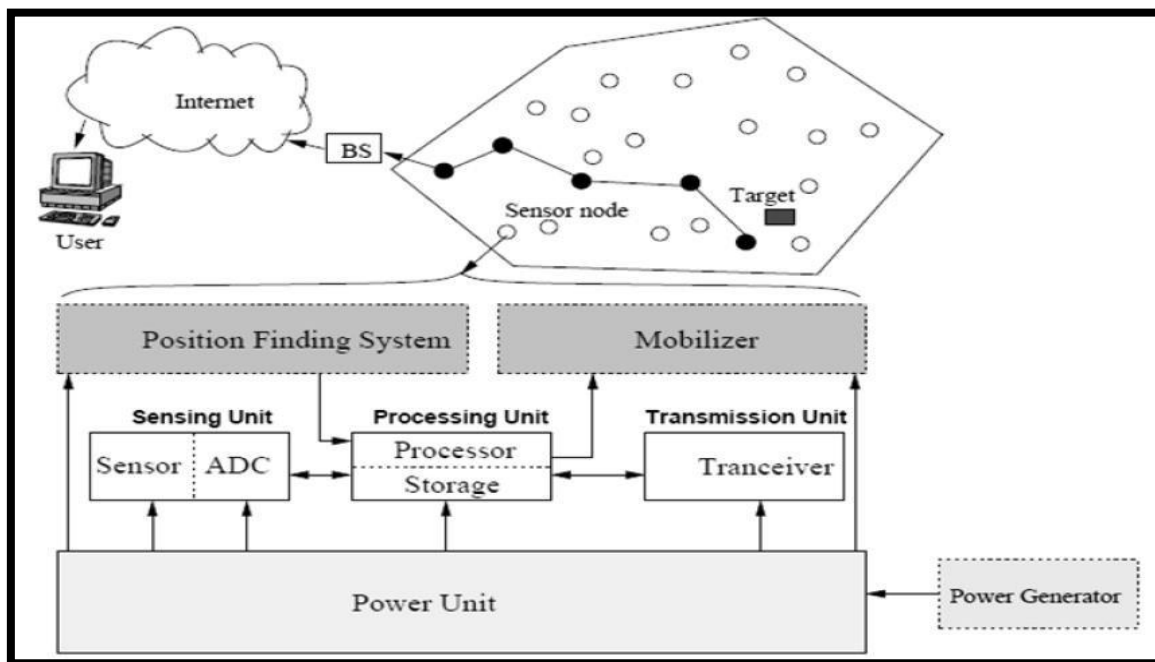 Internet
BS
User
Sensor node
Target
Position Finding System
Mobilizer
Sensing Unit
Processing Unit
Transmission Unit
Sensor
ADC
Processor
Storage
Tranceiver
Power Unit
Power Generator